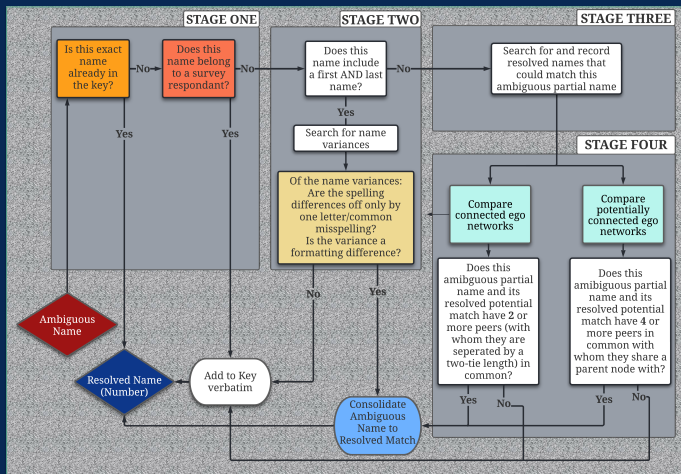 STAGE ONE
STAGE TWO
STAGE THREE
Is this exact
name
already in
the key?
No
Does this
name belong
to a survey
respondant?
No
Does this
name include
a first AND last
name?
No
Search for and record
resolved names that
could match this
ambiguous partial name
Yes
Yes
Yes
Search for name
variances
STAGE FOUR
Of the name variances:
Are the spelling
differences off only by
one letter/common
misspelling?
Is the variance a
formatting difference?
Compare
connected ego
networks
Compare
potentially
connected ego
networks
No
Yes
Does this
amibguous partial
name and its
resolved potential
match have 2 or
more peers (with
whom they are
seperated by a
two-tie length) in
common?
Does this
amibiguous partial
name and its
resolved potential
match have 4 or
more peers in
common with
whom they share a
parent node with?
Ambiguous
Name
Resolved Name
(Number)
Add to Key
verbatim
Consolidate
Ambiguous
Name to
Resolved Match
Yes
No
Yes
No